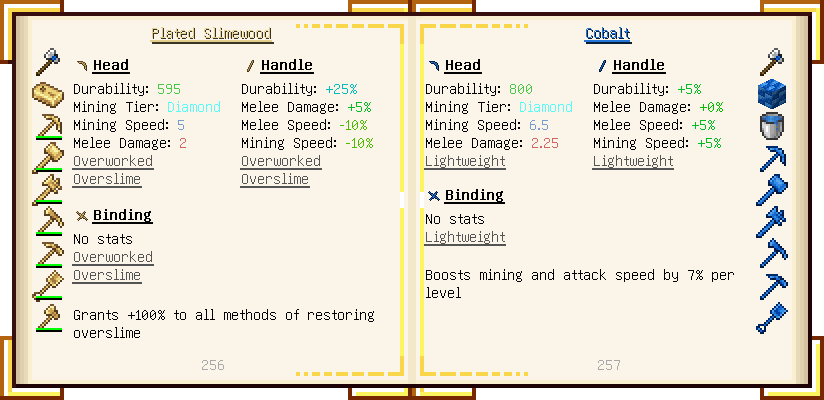 Plated Slimewood
Head
Durability: 595
Mining Tier: Diamond
Mining Speed: 5
Melee Damage: 2
Overworked
Overslime
Handle
Durability: +25%
Melee Damage: +5%
Melee Speed: -10%
Mining Speed: -10%
Overworked
Overslime
Binding
No stats
Overworked
Overslime
Grants +100% to all methods of restoring
overslime
256
Cobalt
Head
Durability: 800
Mining Tier: Diamond
Mining Speed: 6.5
Melee Damage: 2.25
Lightweight
Handle
Durability: +5%
Melee Damage: +0%
Melee Speed: +5%
Mining Speed: +5%
Lightweight
Binding
No stats
Lightweight
Boosts mining and attack speed by 7% per
level
257